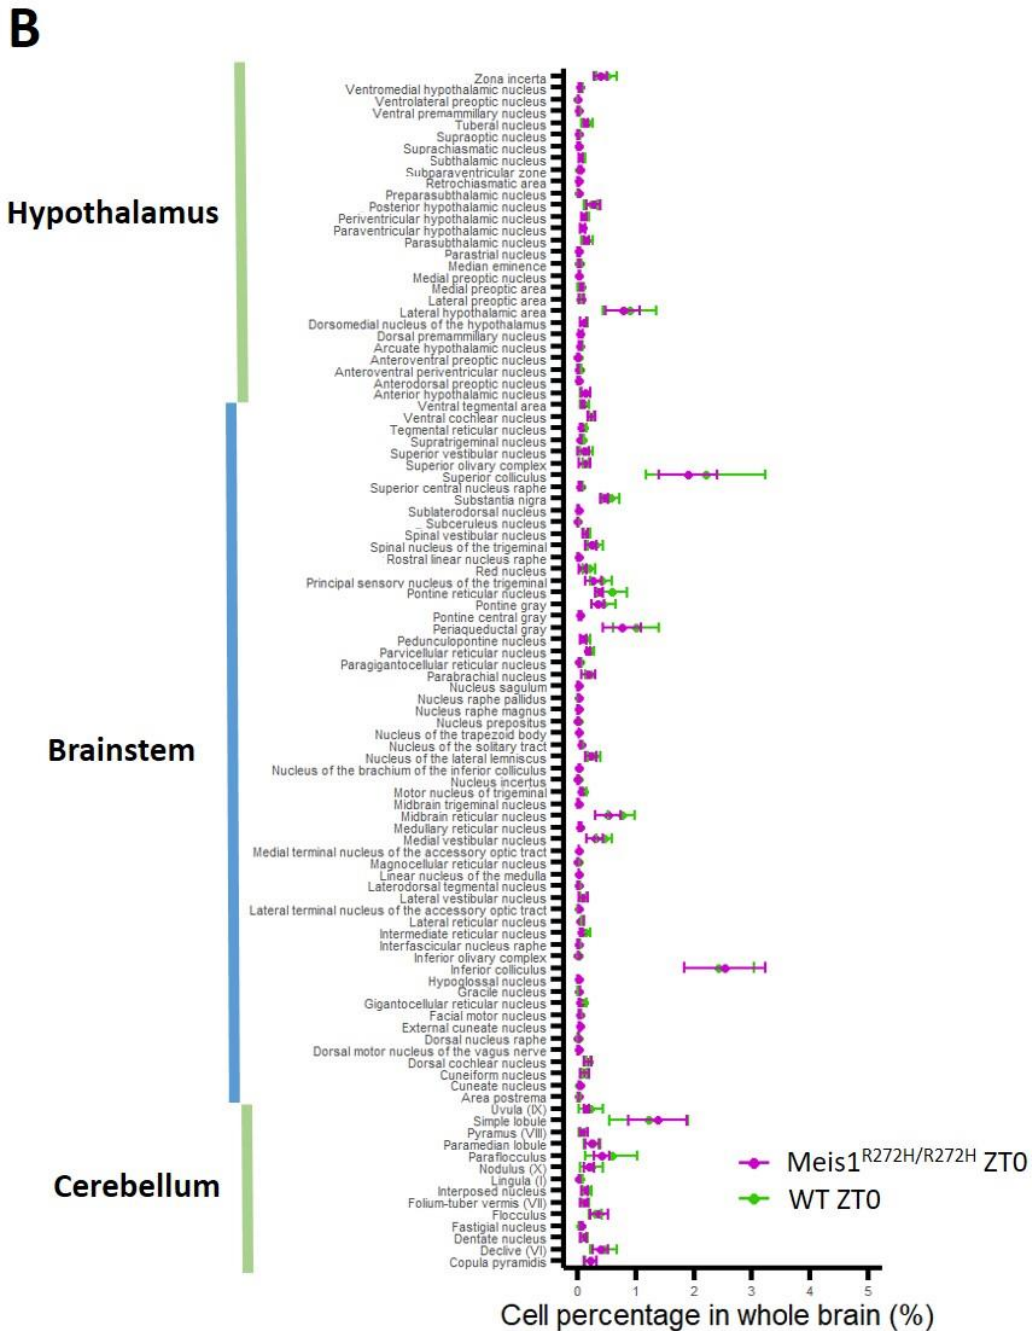 B
Hypothalamus
Zona incerta
Ventromedial hypothalamic nucleus
Ventrolateral preoptic nucleus
Ventral premammillary nucleus
Tuberal nucleus
Supraoptic nucleus
Suprachiasmatic nucleus
Subthalamic nucleus
Subparaventricular zone
Retrochiasmatic area
Preparasubthalamic nucleus
Posterior hypothalamic nucleus
Periventricular hypothalamic nucleus
Paraventricular hypothalamic nucleus
Parasubthalamic nucleus
Parastrial nucleus
Median eminence
Medial preoptic nucleus
Medial preoptic area
Lateral preoptic area
Lateral hypothalamic area
Dorsomedial nucleus of the hypothalamus
Dorsal premammillary nucleus
Arcuate hypothalamic nucleus
Anteroventral preoptic nucleus
Anteroventral periventricular nucleus
Anterodorsal preoptic nucleus
Anterior hypothalamic nucleus
Brainstem
Ventral tegmental area
Ventral cochlear nucleus
Tegmental reticular nucleus
Supratrigeminal nucleus
Superior vestibular nucleus
Superior olivary complex
Superior colliculus
Superior central nucleus raphe
Substantia nigra
Sublaterodorsal nucleus
Subceruleus nucleus
Spinal vestibular nucleus
Spinal nucleus of the trigeminal
Rostral linear nucleus raphe
Red nucleus
Principal sensory nucleus of the trigeminal
Pontine reticular nucleus
Pontine gray
Pontine central gray
Periaqueductal gray
Pedunculopontine nucleus
Parvicellular reticular nucleus
Paragigantocellular reticular nucleus
Parabrachial nucleus
Nucleus sagulum
Nucleus raphe pallidus
Nucleus raphe magnus
Nucleus prepositus
Nucleus of the trapezoid body
Nucleus of the solitary tract
Nucleus of the lateral lemniscus
Nucleus of the brachium of the inferior colliculus
Nucleus incertus
Motor nucleus of trigeminal
Midbrain trigeminal nucleus
Midbrain reticular nucleus
Medullary reticular nucleus
Medial vestibular nucleus
Medial terminal nucleus of the accessory optic tract
Magnocellular reticular nucleus
Linear nucleus of the medulla
Laterodorsal tegmental nucleus
Lateral vestibular nucleus
Lateral terminal nucleus of the accessory optic tract
Lateral reticular nucleus
Intermediate reticular nucleus
Interfascicular nucleus raphe
Inferior olivary complex
Inferior colliculus
Hypoglossal nucleus
Gracile nucleus
Gigantocellular reticular nucleus
Facial motor nucleus
External cuneate nucleus
Dorsal nucleus raphe
Dorsal motor nucleus of the vagus nerve
Dorsal cochlear nucleus
Cuneiform nucleus
Cuneate nucleus
Area postrema
Cerebellum
Uvula (IX)
Simple lobule
Pyramus (VIII)
Paramedian lobule
Paraflocculus
Nodulus (X)
Lingula (I)
Interposed nucleus
Folium-tuber vermis (VII)
Flocculus
Fastigial nucleus
Dentate nucleus
Declive (VI)
Copula pyramidis
Meis1R272H/R272H ZT0
WT ZT0
0 1 2 3 4 5
Cell percentage in whole brain (%)